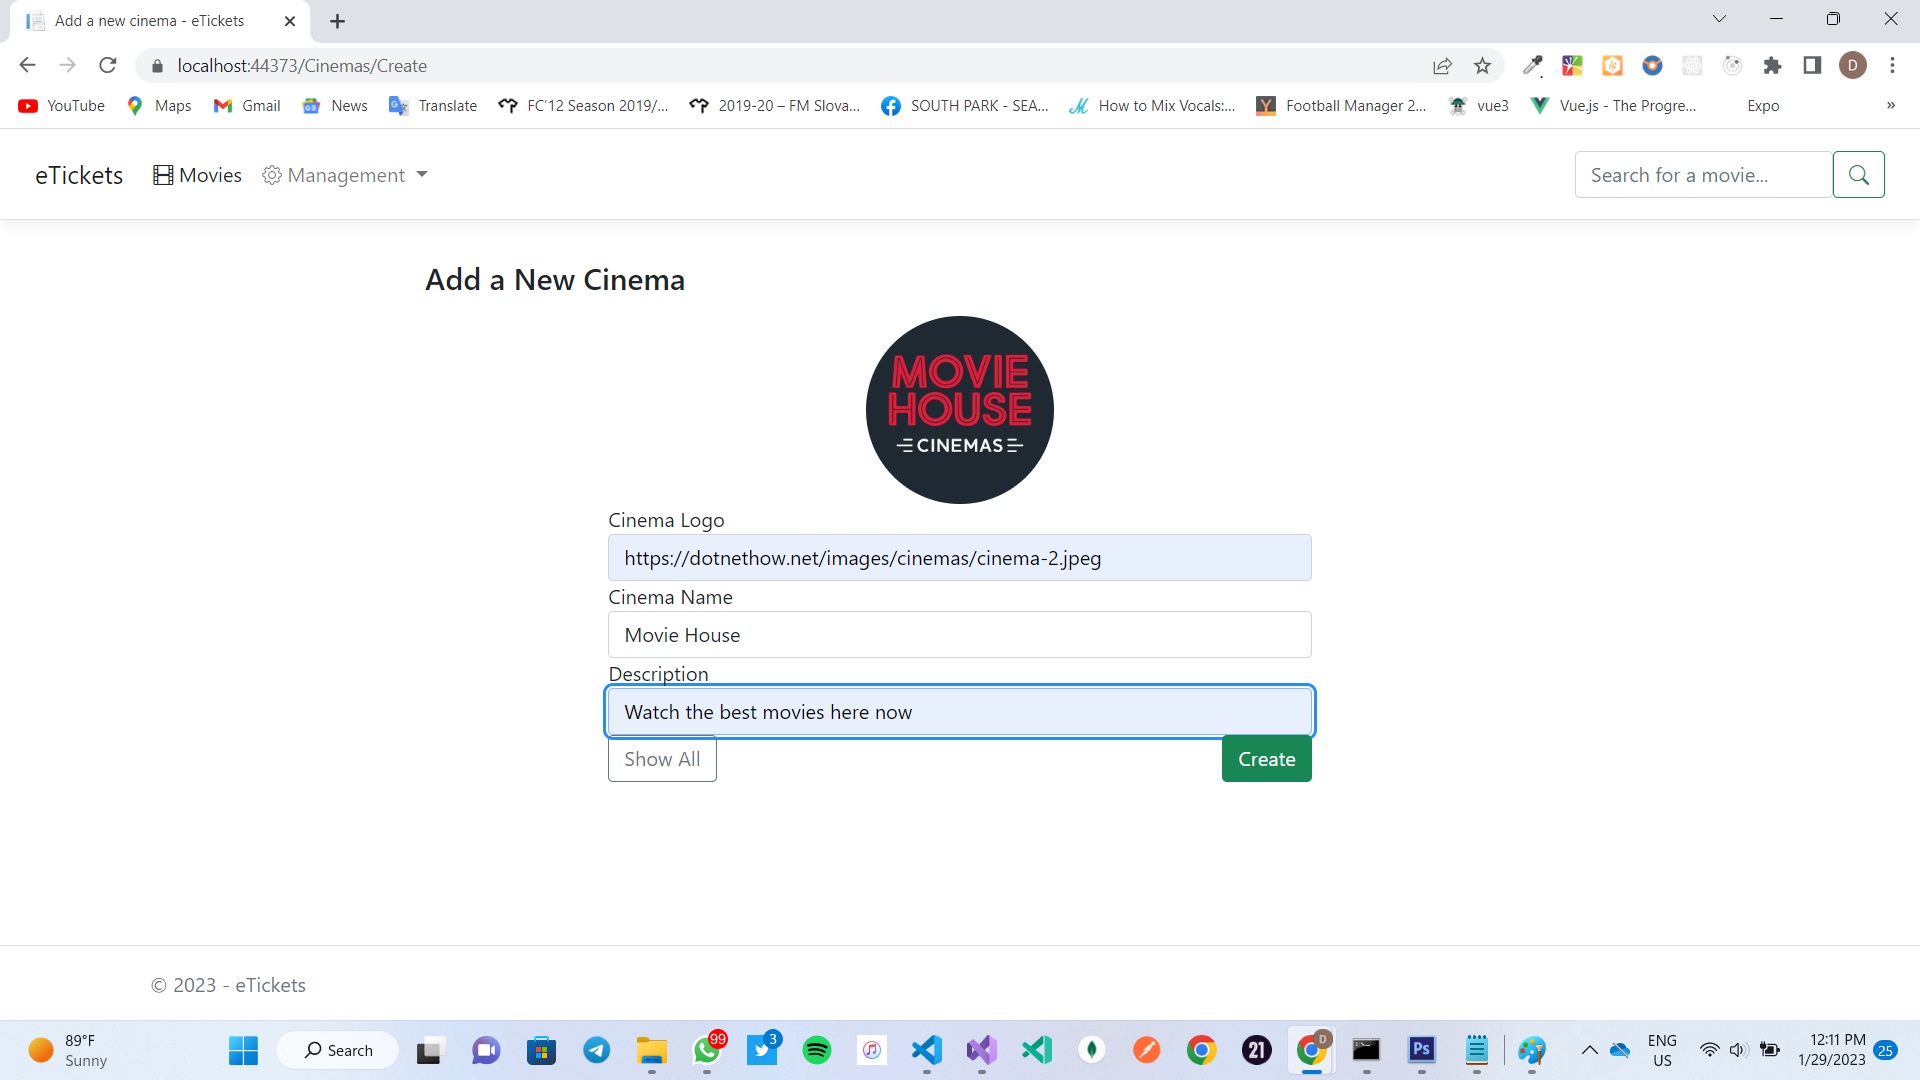 Add a new cinema - eTickets
localhost:44373/Cinemas/Create
D
YouTube
Maps
Gmail
News
Translate
FC'12 Season 2019/...
2019-20 – FM Slova...
SOUTH PARK - SEA...
How to Mix Vocals:...
Football Manager 2...
vue3
Vue.js - The Progre...
Expo
»
eTickets
Movies
Management
Search for a movie...
Add a New Cinema
MOVIE
HOUSE
CINEMAS
Cinema Logo
https://dotnethow.net/images/cinemas/cinema-2.jpeg
Cinema Name
Movie House
Description
Watch the best movies here now
Show All
Create
© 2023 - eTickets
89°F
Sunny
Search
99
3
21
D
Ps
ENG
US
12:11 PM
1/29/2023
25